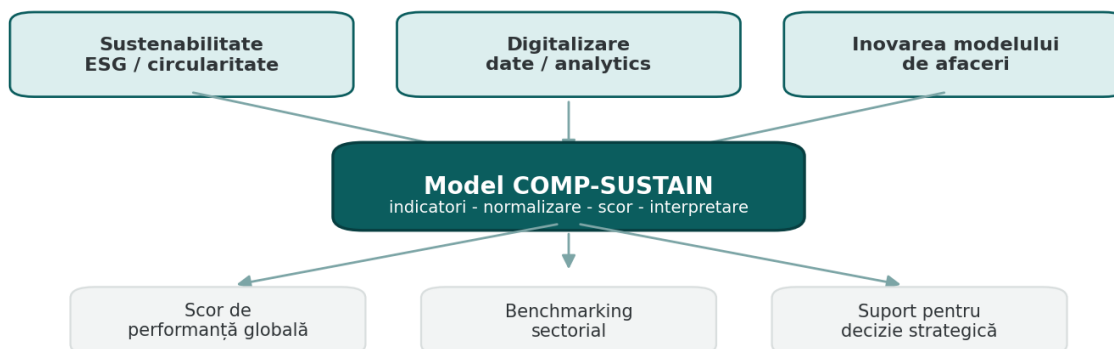 Sustenabilitate
ESG / circularitate
Digitalizare
date / analytics
Inovarea modelului
de afaceri
Model COMP-SUSTAIN
indicatori - normalizare - scor - interpretare
Scor de
performanță globală
Benchmarking
sectorial
Suport pentru
decizie strategică